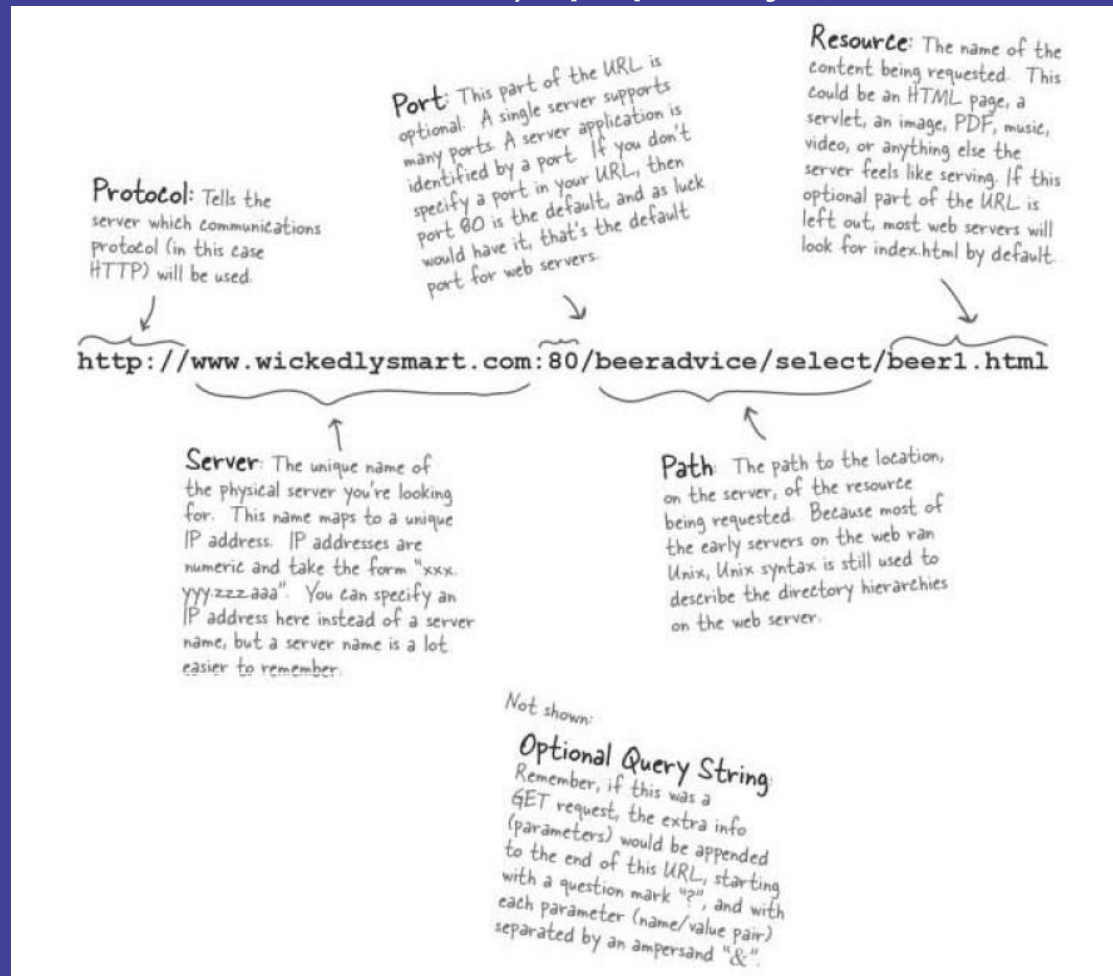 Resource: The name of the
content being requested. This
could be an HTML page, a
servlet, an image, PDF, music,
video, or anything else the
server feels like serving. If this
optional part of the URL is
left out, most web servers will
look for index.html by default.
Port: This part of the URL is
optional. A single server supports
many ports. A server application is
identified by a port. If you don't
specify a port in your URL, then
port 80 is the default, and as luck
would have it, that's the default
port for web servers.
Protocol: Tells the
server which communications
protocol (in this case
HTTP) will be used.
http://www.wickedlysmart.com:80/beeradvice/select/beer1.html
Server: The unique name of
the physical server you're looking
for. This name maps to a unique
IP address. IP addresses are
numeric and take the form "xxx.
yyy.zzz.aaa". You can specify an
IP address here instead of a server
name, but a server name is a lot
easier to remember.
Path: The path to the location,
on the server, of the resource
being requested. Because most of
the early servers on the web ran
Unix, Unix syntax is still used to
describe the directory hierarchies
on the web server.
Not shown:
Optional Query String:
Remember, if this was a
GET request, the extra info
(parameters) would be appended
to the end of this URL, starting
with a question mark "?", and with
each parameter (name/value pair)
separated by an ampersand "&".